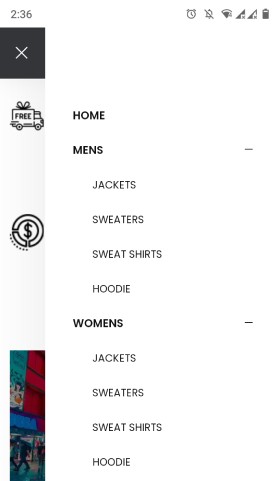 2:36
FREE
HOME
MENS
JACKETS
SWEATERS
SWEAT SHIRTS
HOODIE
WOMENS
JACKETS
SWEATERS
SWEAT SHIRTS
HOODIE